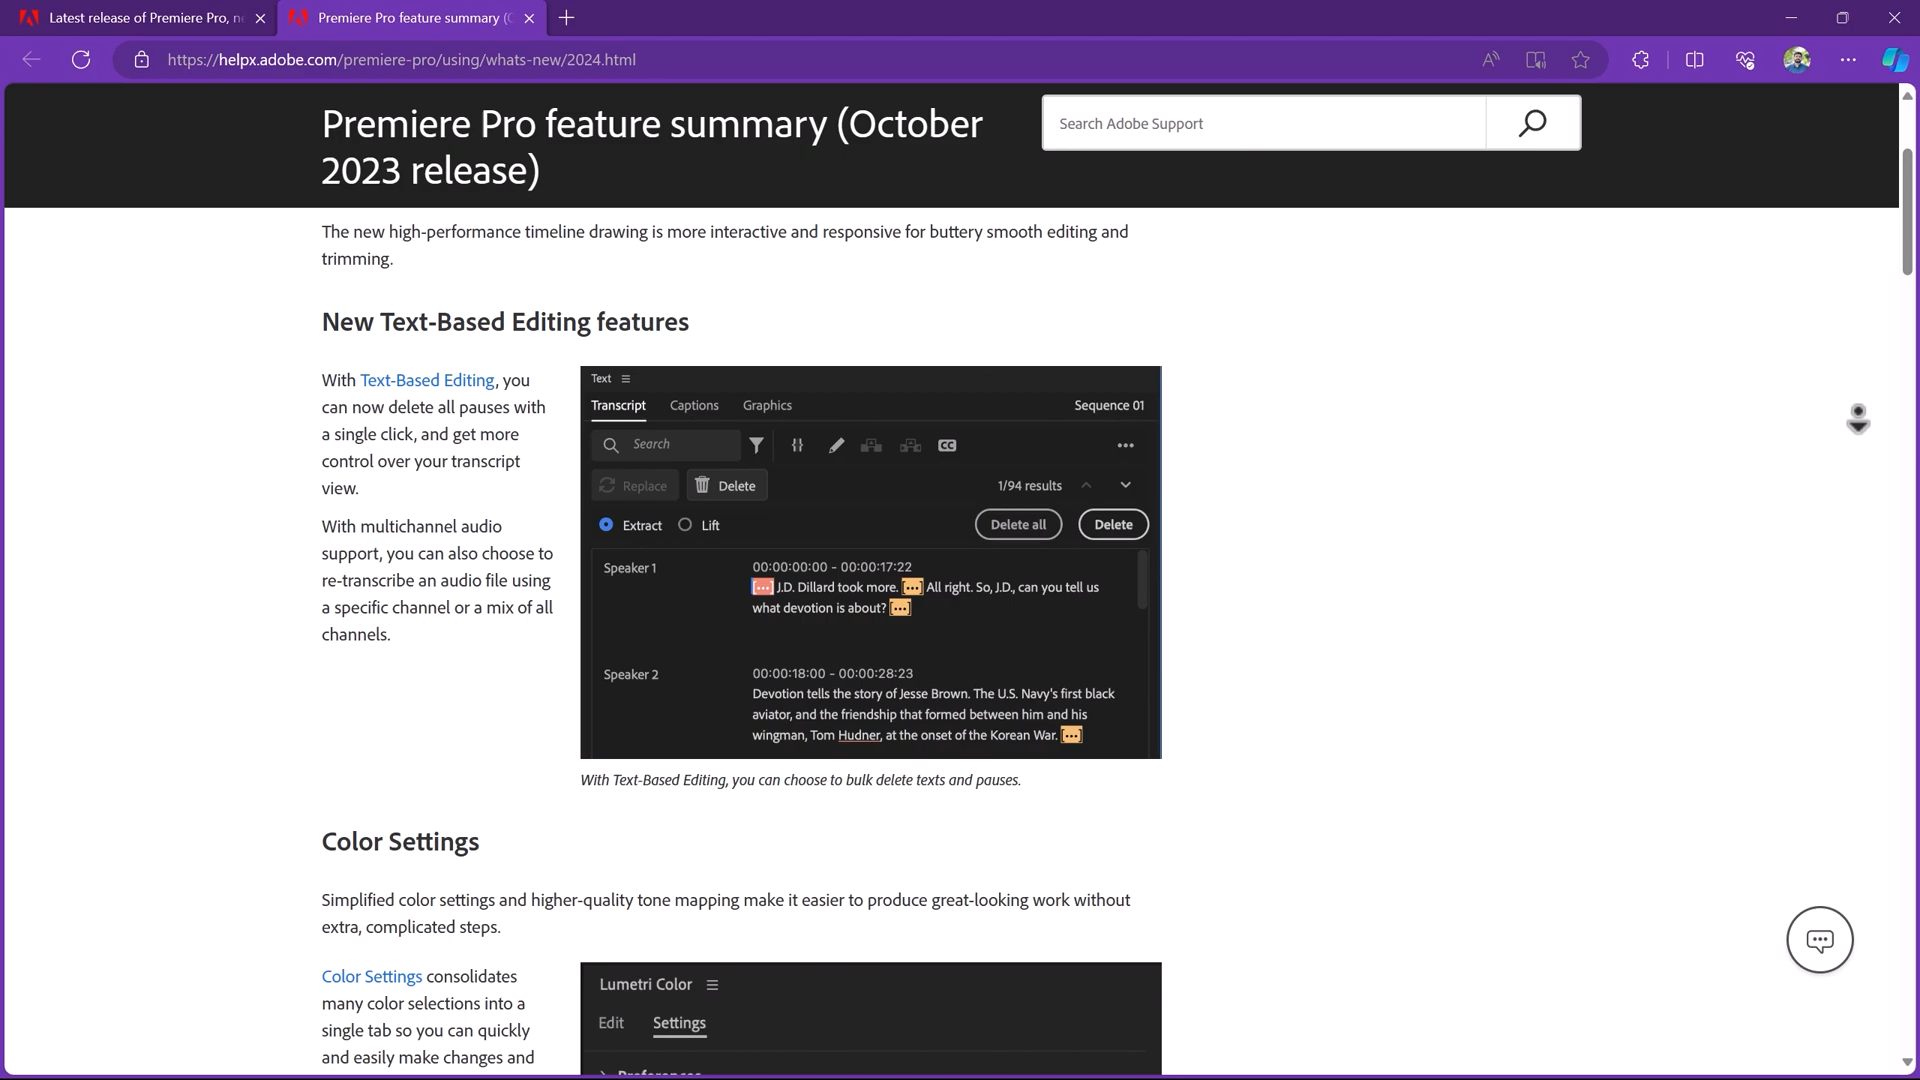 Latest release of Premiere Pro, n
Premiere Pro feature summary (
https://helpx.adobe.com/premiere-pro/using/whats-new/2024.html
Premiere Pro feature summary (October
2023 release)
Search Adobe Support
The new high-performance timeline drawing is more interactive and responsive for buttery smooth editing and
trimming.
New Text-Based Editing features
With Text-Based Editing, you
can now delete all pauses with
a single click, and get more
control over your transcript
view.
With multichannel audio
support, you can also choose to
re-transcribe an audio file using
a specific channel or a mix of all
channels.
Text
Transcript Captions Graphics Sequence 01
Search CC
Replace Delete 1/94 results
Extract Lift Delete all Delete
Speaker 1 00:00:00:00 - 00:00:17:22
[...] J.D. Dillard took more. [...] All right. So, J.D., can you tell us
what devotion is about? [...]
Speaker 2 00:00:18:00 - 00:00:28:23
Devotion tells the story of Jesse Brown. The U.S. Navy's first black
aviator, and the friendship that formed between him and his
wingman, Tom Hudner, at the onset of the Korean War. [...]
With Text-Based Editing, you can choose to bulk delete texts and pauses.
Color Settings
Simplified color settings and higher-quality tone mapping make it easier to produce great-looking work without
extra, complicated steps.
Color Settings consolidates
many color selections into a
single tab so you can quickly
and easily make changes and
Lumetri Color
Edit Settings
Preferences